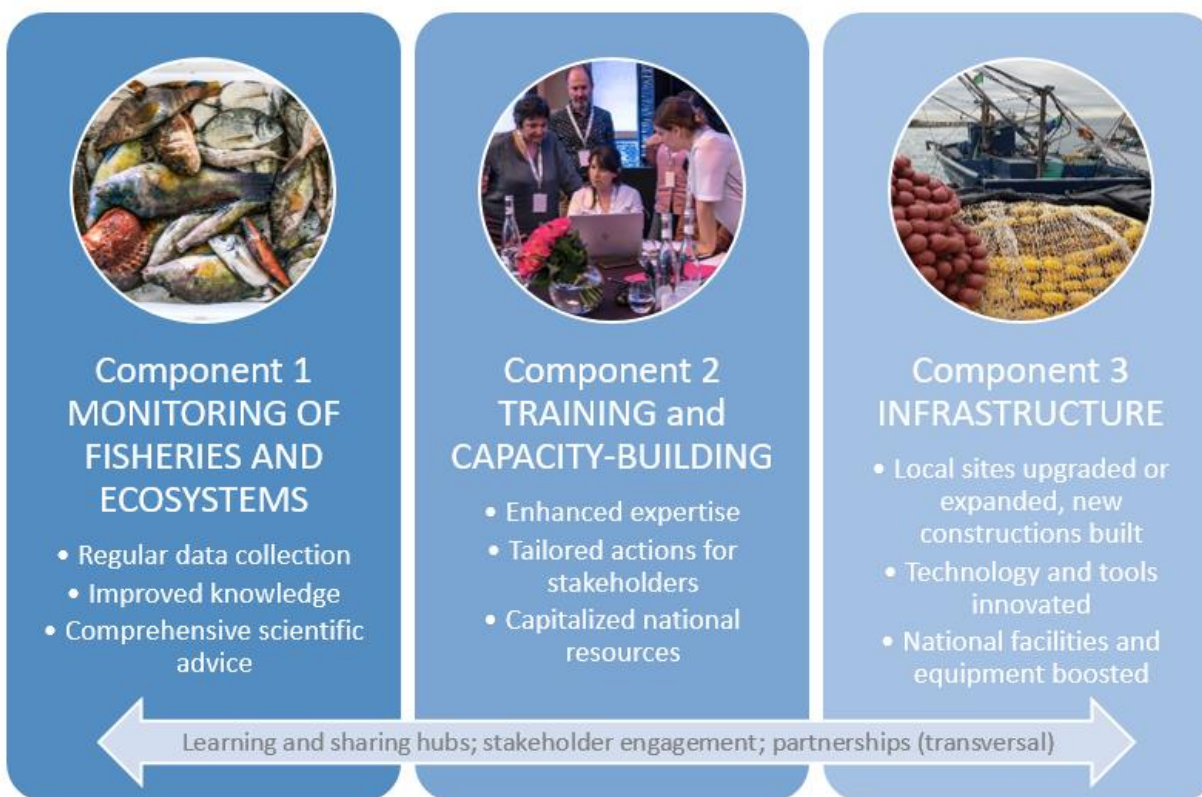 Component 1
MONITORING OF
FISHERIES AND
ECOSYSTEMS
• Regular data collection
• Improved knowledge
• Comprehensive scientific
advice
Component 2
TRAINING and
CAPACITY-BUILDING
• Enhanced expertise
• Tailored actions for
stakeholders
• Capitalized national
resources
Component 3
INFRASTRUCTURE
• Local sites upgraded or
expanded, new
constructions built
• Technology and tools
innovated
• National facilities and
equipment boosted
Learning and sharing hubs; stakeholder engagement; partnerships (transversal)